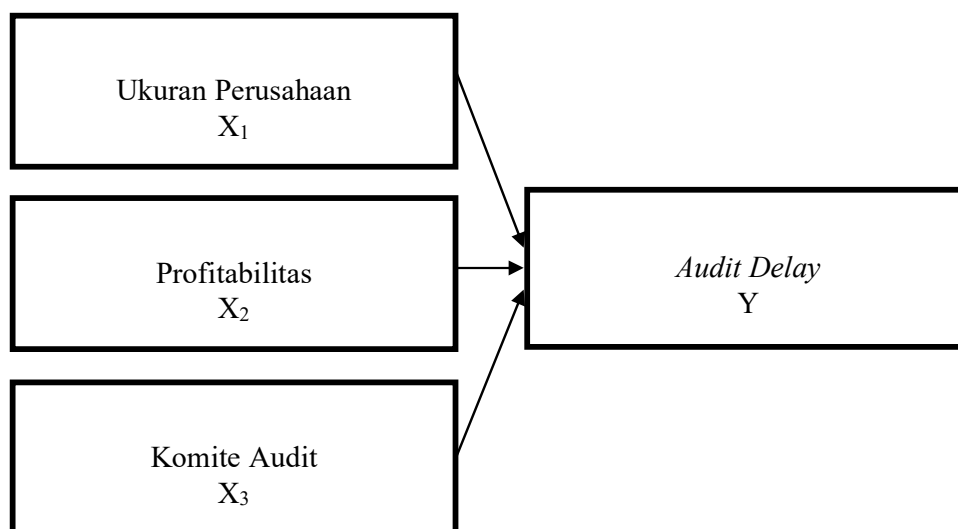 Ukuran Perusahaan
X₁
Profitabilitas
X₂
Audit Delay
Y
Komite Audit
X₃